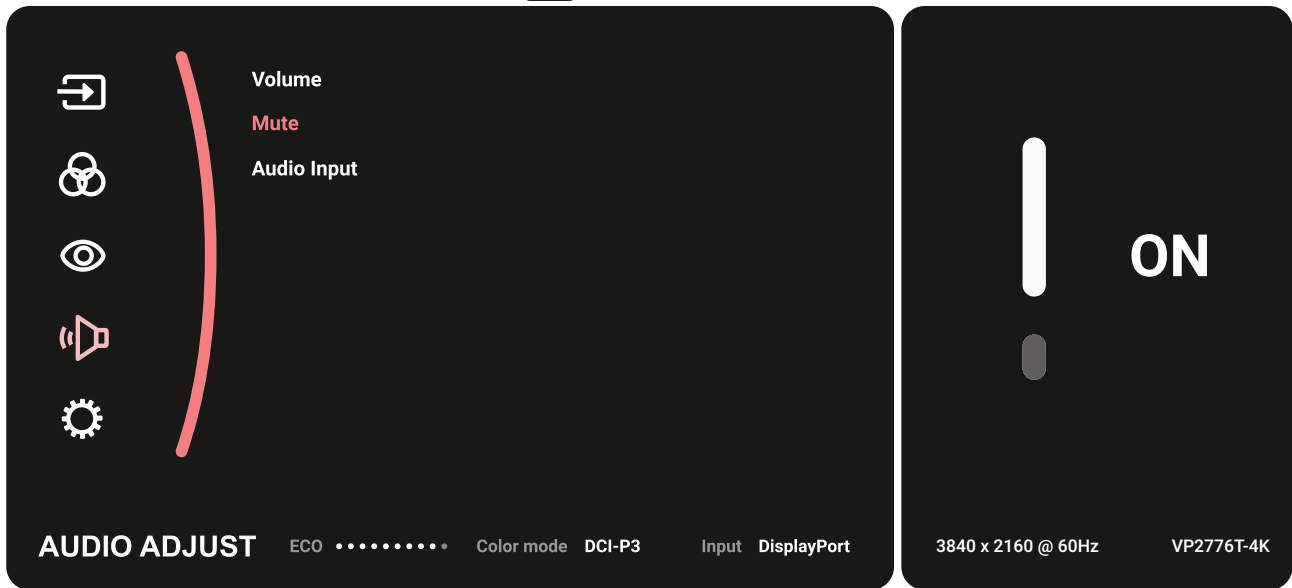 Volume
Mute
Audio Input
ON
AUDIO ADJUST ECO Color mode DCI-P3 Input DisplayPort
3840 x 2160 @ 60Hz VP2776T-4K